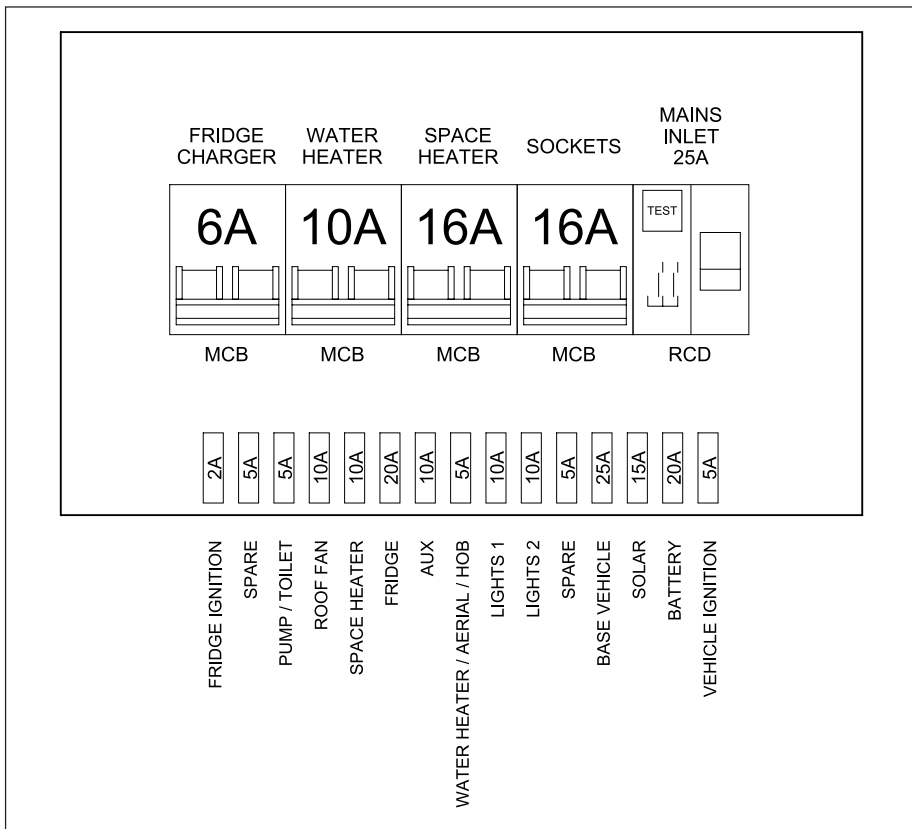 FRIDGE
CHARGER
WATER
HEATER
SPACE
HEATER
SOCKETS
MAINS
INLET
25A
6A
10A
16A
16A
TEST
MCB
MCB
MCB
MCB
RCD
2A
5A
5A
10A
10A
20A
10A
5A
10A
10A
5A
25A
15A
20A
5A
FRIDGE IGNITION
SPARE
PUMP / TOILET
ROOF FAN
SPACE HEATER
FRIDGE
AUX
WATER HEATER / AERIAL / HOB
LIGHTS 1
LIGHTS 2
SPARE
BASE VEHICLE
SOLAR
BATTERY
VEHICLE IGNITION